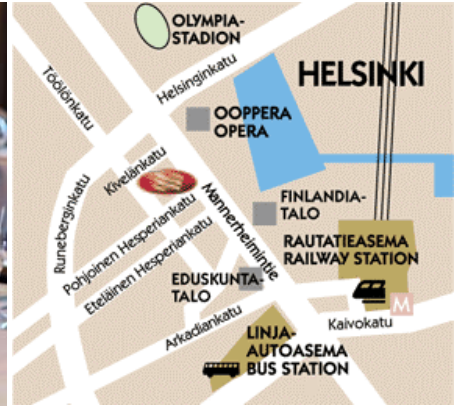 OLYMPIA-
STADION
Töölönkatu
Helsinginkatu
HELSINKI
OOPPERA
OPERA
Kivelänkatu
Runeberginkatu
Mannerheimintie
FINLANDIA-
TALO
Pohjoinen Hesperiankatu
Eteläinen Hesperiankatu
RAUTATIEASEMA
RAILWAY STATION
EDUSKUNTA-
TALO
M
Arkadiankatu
Kaivokatu
LINJA-
AUTOASEMA
BUS STATION